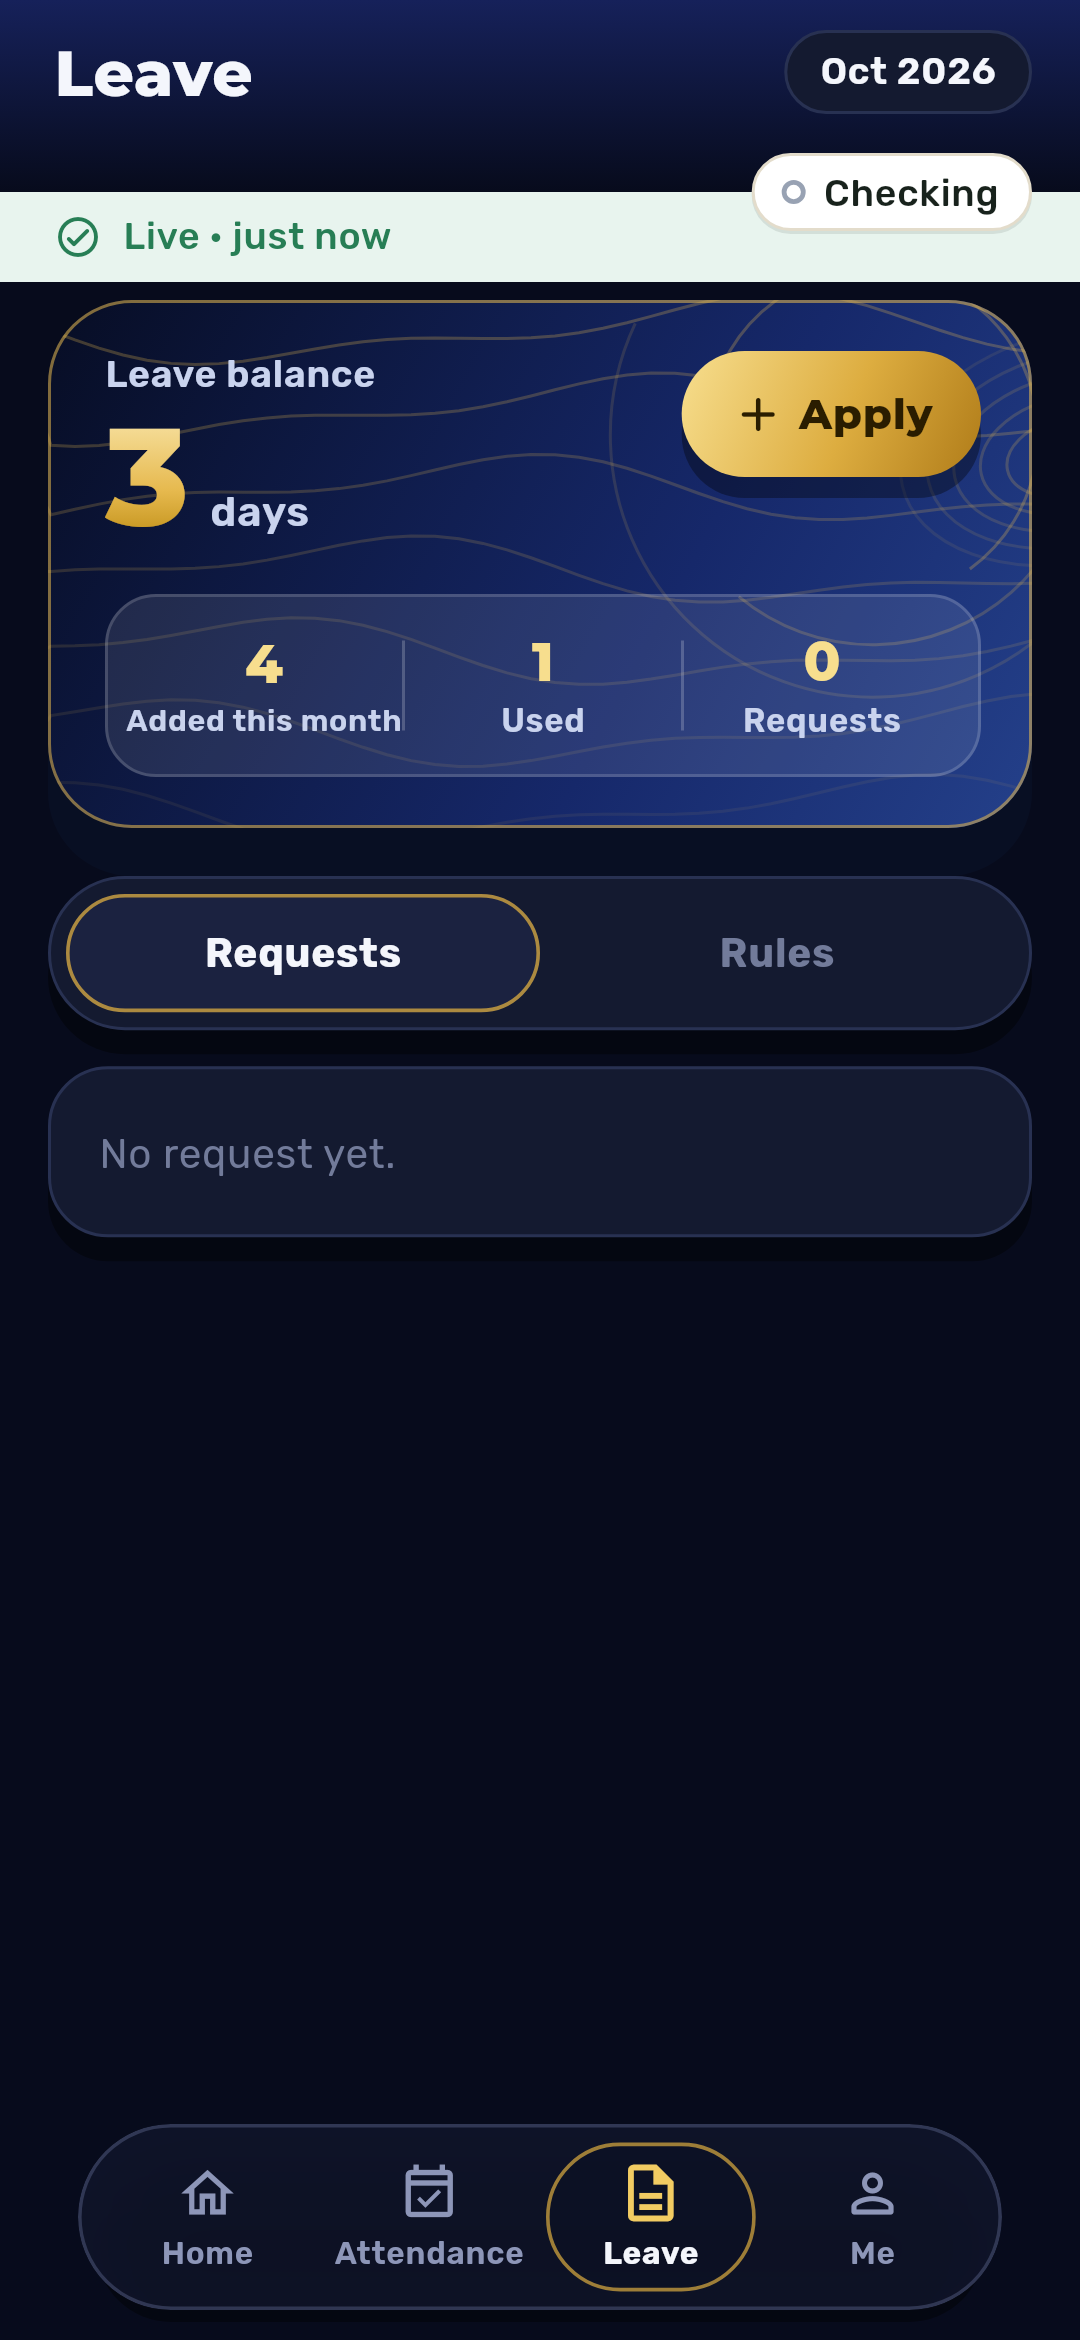 Leave
Oct 2026
Checking
Live • just now
Leave balance
3 days
+ Apply
4
Added this month
1
Used
0
Requests
Requests
Rules
No request yet.
Home
Attendance
Leave
Me